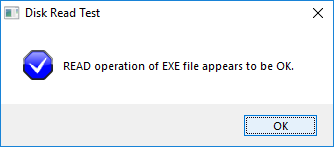 Disk Read Test
READ operation of EXE file appears to be OK.
OK